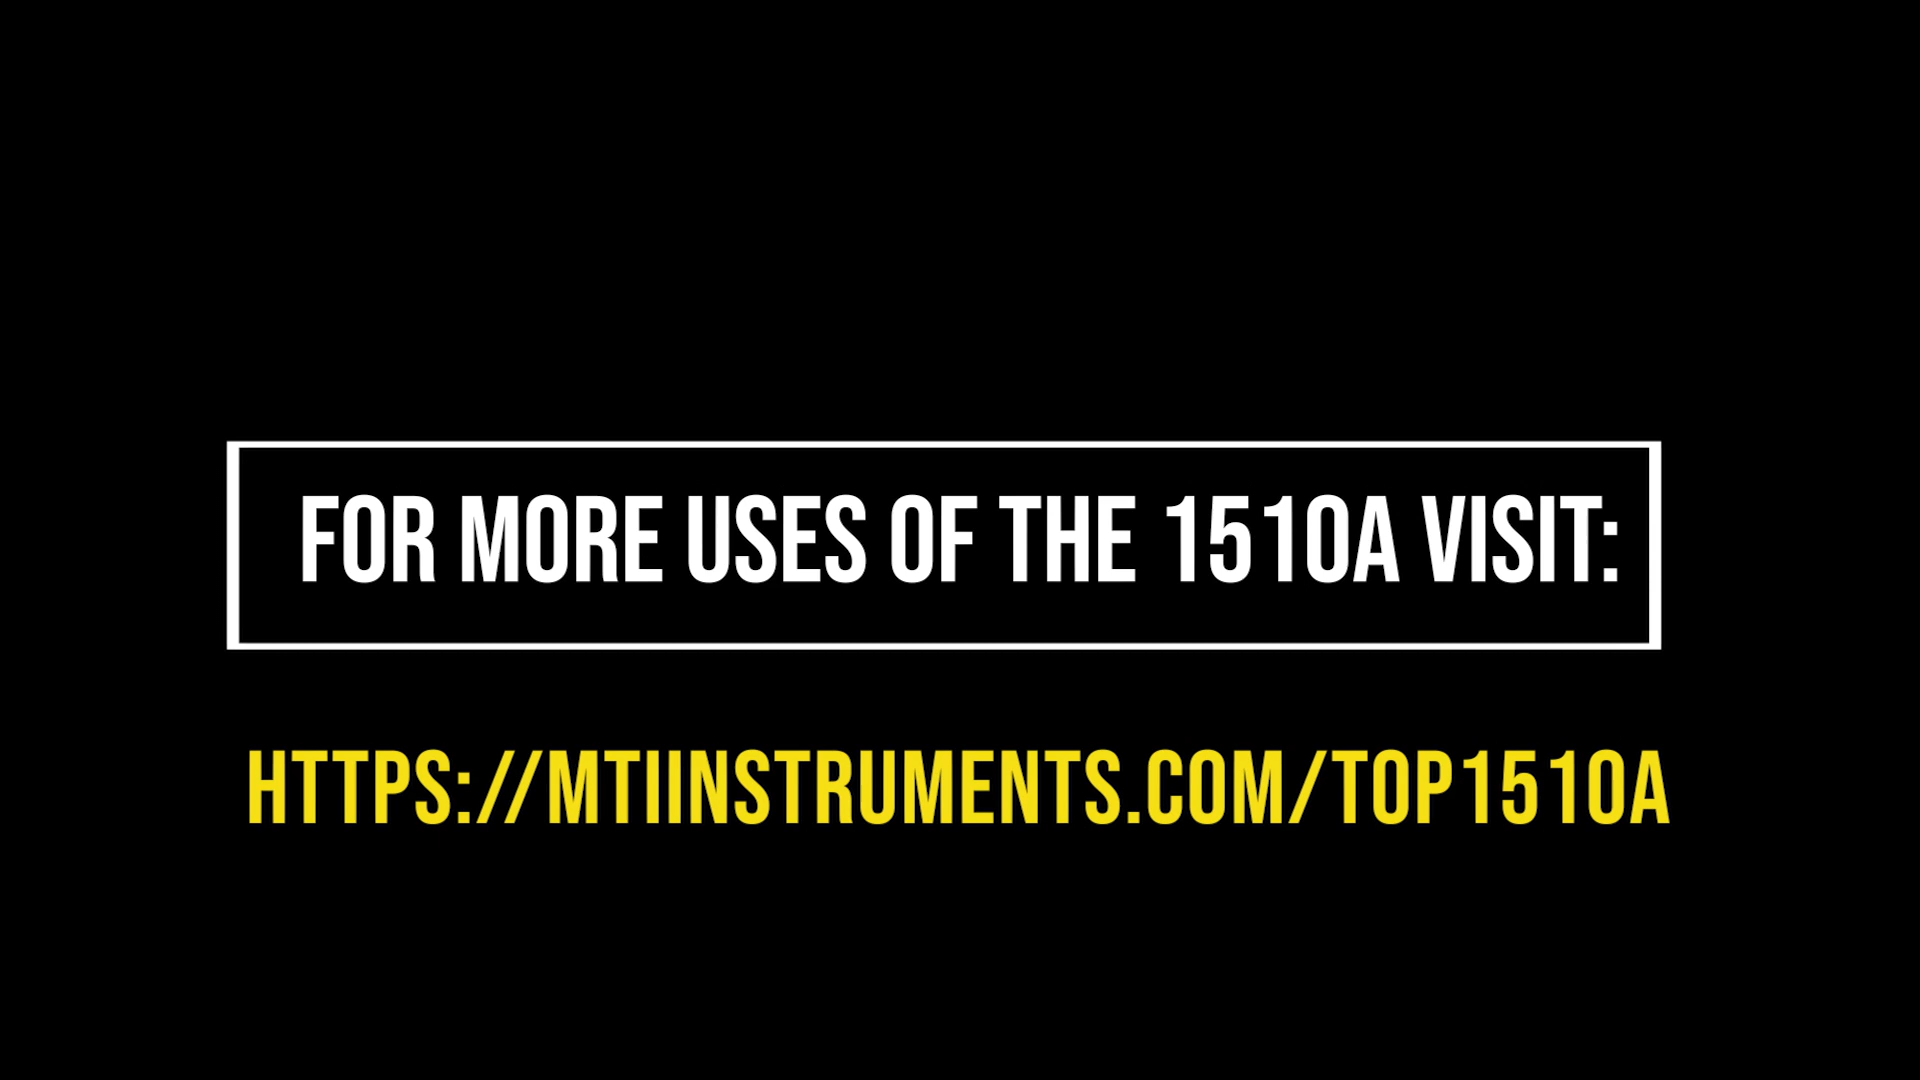 FOR MORE USES OF THE 1510A VISIT:
HTTPS://MTIINSTRUMENTS.COM/TOP1510A